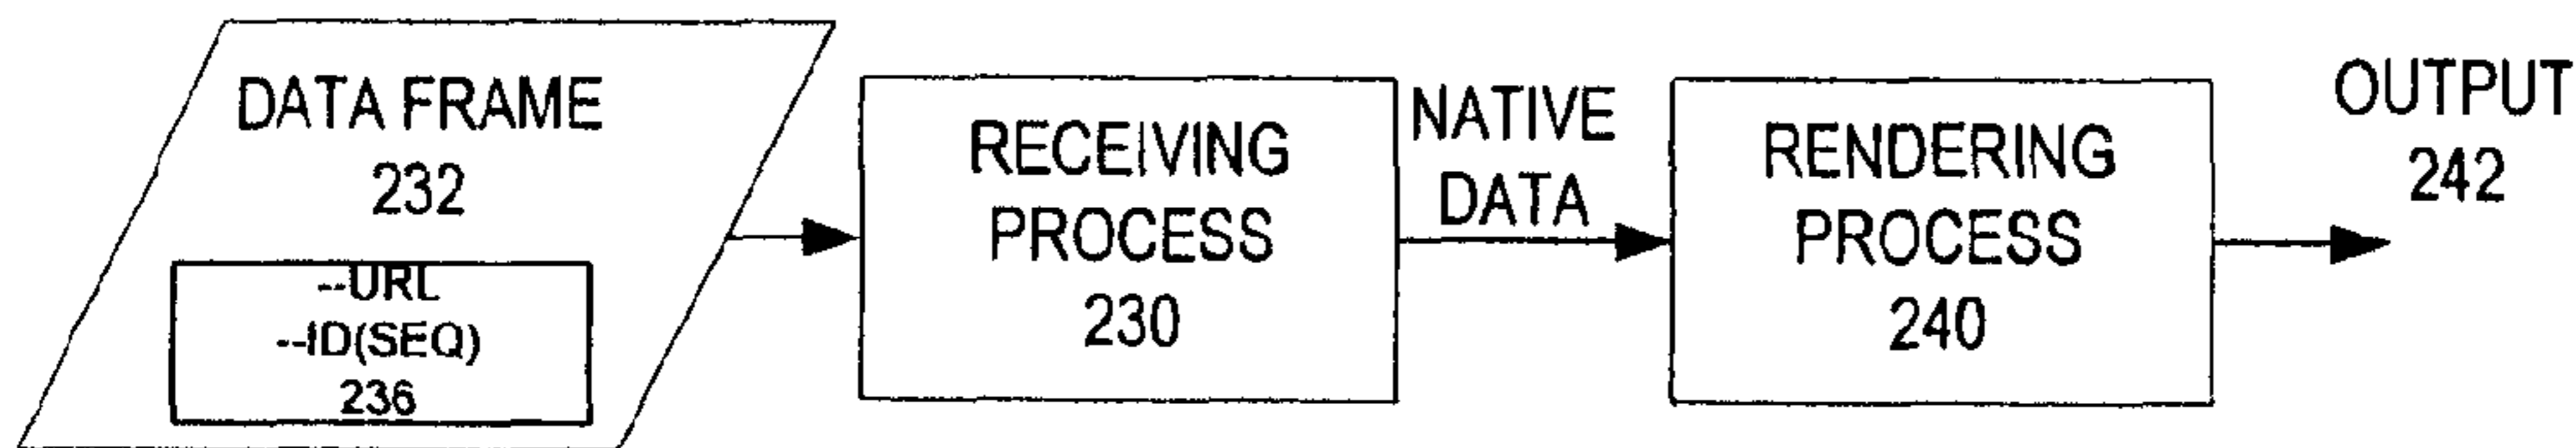 DATA FRAME
232
--URL
--ID(SEQ)
236
RECEIVING
PROCESS
230
NATIVE
DATA
RENDERING
PROCESS
240
OUTPUT
242